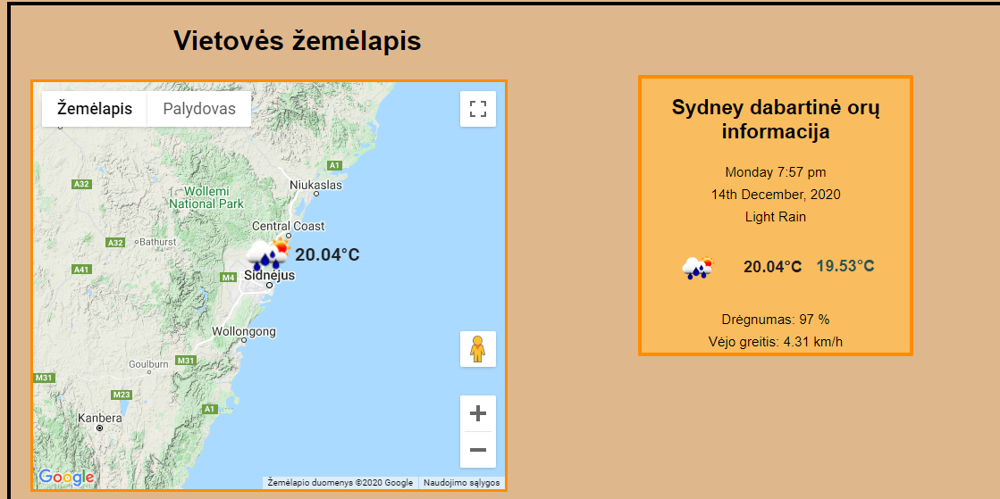 Vietovės žemėlapis
Žemėlapis Palydovas
A1
Niukaslas
A32
Wollemi
National Park
Central Coast
A32 Bathurst
20.04°C
A41
M4
Sidnėjus
Wollongong
M31
Goulburn
M31
M23
A1
Kanbera
Google
Žemėlapio duomenys ©2020 Google Naudojimo sąlygos
Sydney dabartinė orų
informacija
Monday 7:57 pm
14th December, 2020
Light Rain
20.04°C 19.53°C
Drėgnumas: 97 %
Vėjo greitis: 4.31 km/h